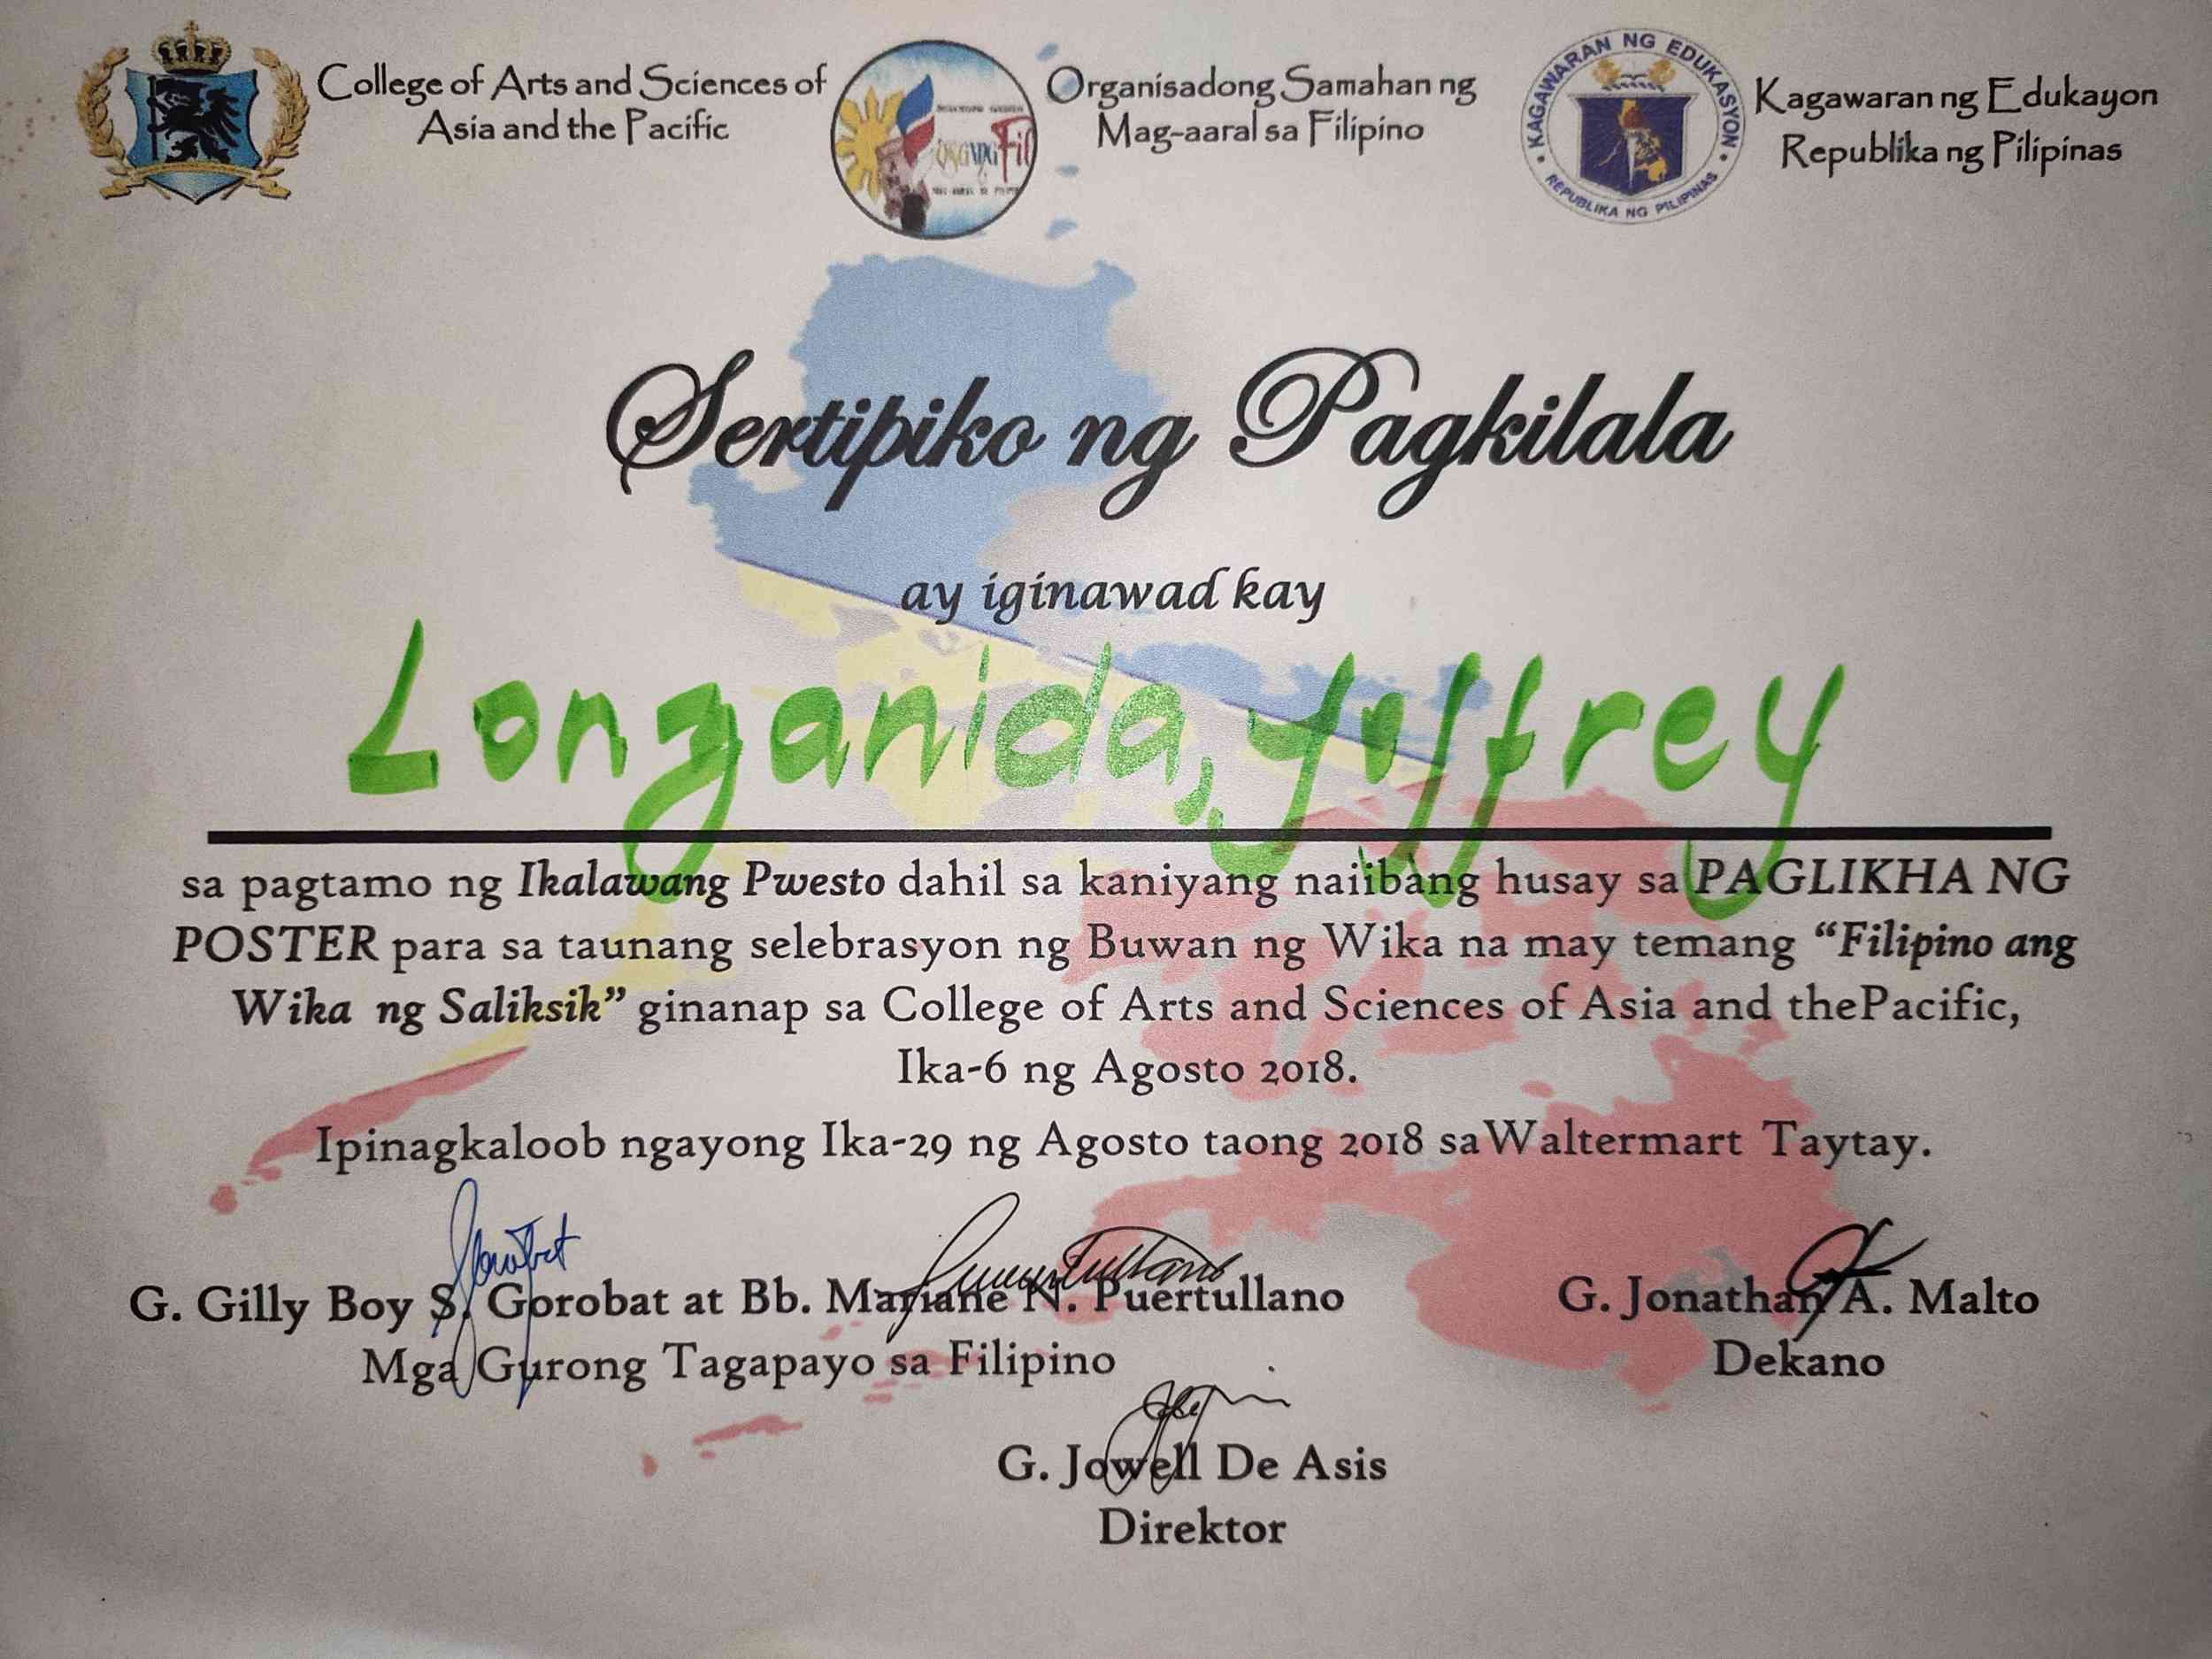 College of Arts and Sciences of
Asia and the Pacific
Organisadong Samahan ng
Mag-aaral sa Filipino
KAGAWARAN NG EDUKASYON
REPUBLIKA NG PILIPINAS
Kagawaran ng Edukayon
Republika ng Pilipinas
Sertipiko ng Pagkilala
ay iginawad kay
Longanida, Joffrey
sa pagtamo ng Ikalawang Pwesto dahil sa kaniyang naiibang husay sa PAGLIKHA NG
POSTER para sa taunang selebrasyon ng Buwan ng Wika na may temang “Filipino ang
Wika ng Saliksik” ginanap sa College of Arts and Sciences of Asia and thePacific,
Ika-6 ng Agosto 2018.
Ipinagkaloob ngayong Ika-29 ng Agosto taong 2018 sa Waltermart Taytay.
G. Gilly Boy S. Gorobat at Bb. Mariane N. Puertullano
Mga Gurong Tagapayo sa Filipino
G. Jonathan A. Malto
Dekano
G. Jowell De Asis
Direktor